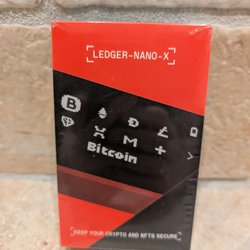 LEDGER-NANO-X
Bitcoin
KEEP YOUR CRYPTO AND NFTS SECURE